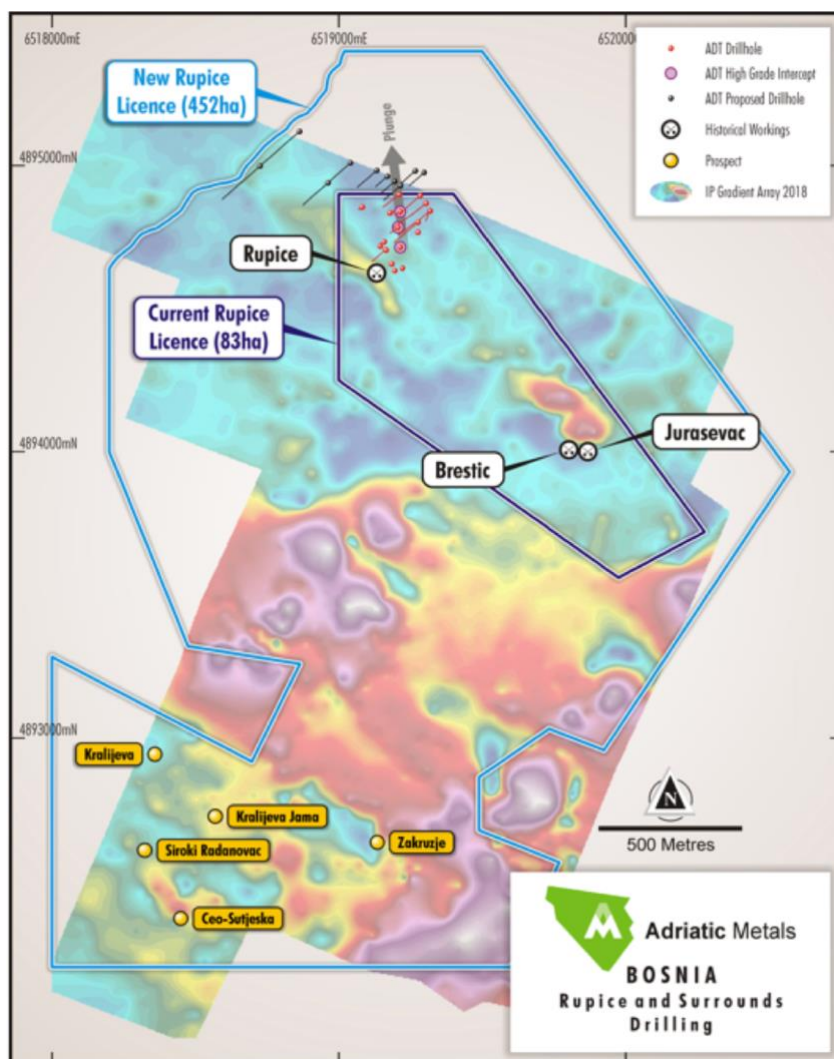 6518000mE
6519000mE
6520000mE
ADT Drillhole
ADT High Grade Intercept
ADT Proposed Drillhole
Historical Workings
Prospect
IP Gradient Array 2018
New Rupice
Licence (452ha)
Plunge
4895000mN
Rupice
Current Rupice
Licence (83ha)
4894000mN
Jurasevac
Brestic
4893000mN
Kralijeva
Kralijeva Jama
Siroki Radanovac
Zakruzje
Ceo-Sutjeska
N
500 Metres
Adriatic Metals
BOSNIA
Rupice and Surrounds
Drilling